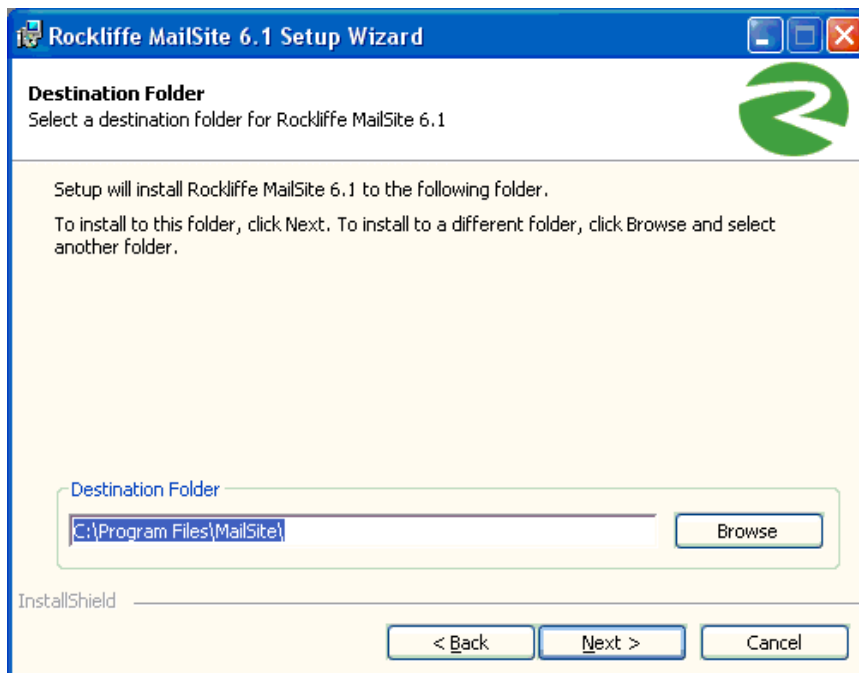 Rockliffe MailSite 6.1 Setup Wizard
Destination Folder
Select a destination folder for Rockliffe MailSite 6.1
Setup will install Rockliffe MailSite 6.1 to the following folder.
To install to this folder, click Next. To install to a different folder, click Browse and select
another folder.
Destination Folder
C:\Program Files\MailSite\
Browse
InstallShield
< Back
Next >
Cancel